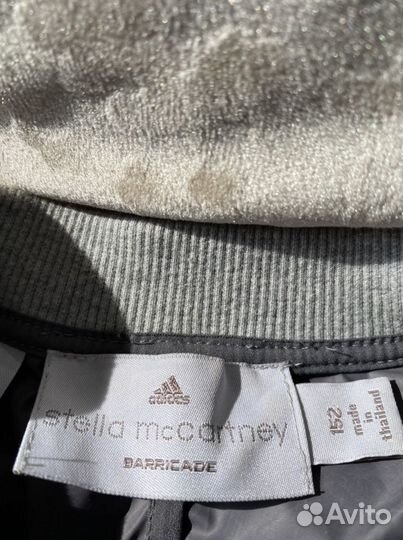 adidas
stella mccartney
BARRICADE
152
made
in
thailand
Avito